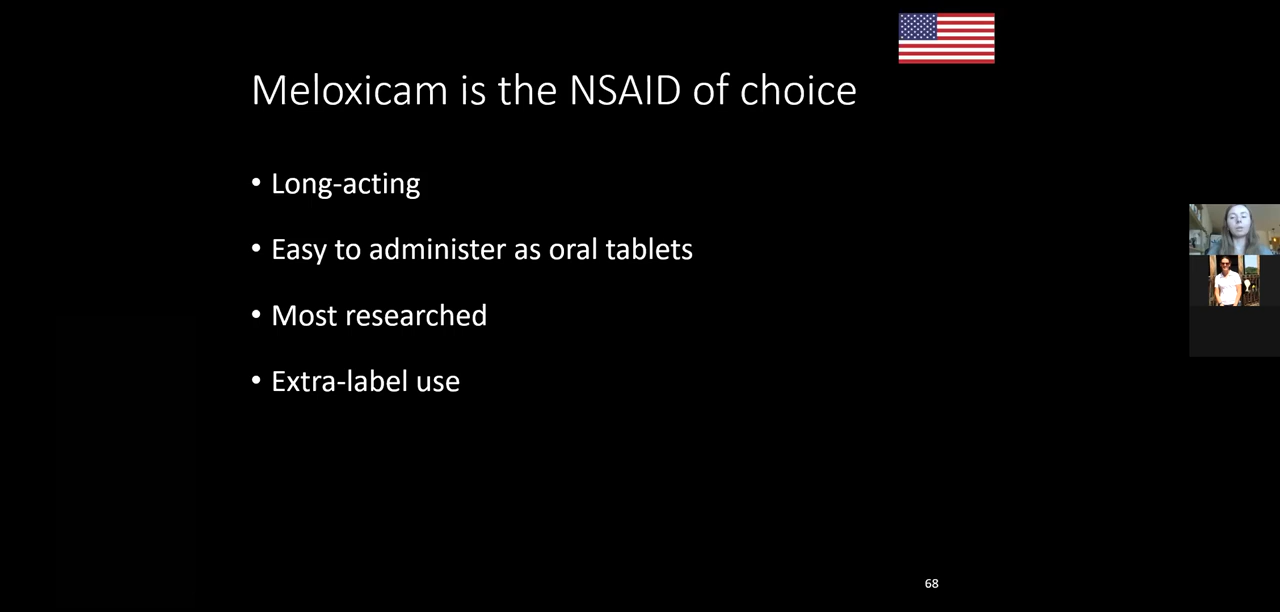 Meloxicam is the NSAID of choice
• Long-acting
• Easy to administer as oral tablets
• Most researched
• Extra-label use
68